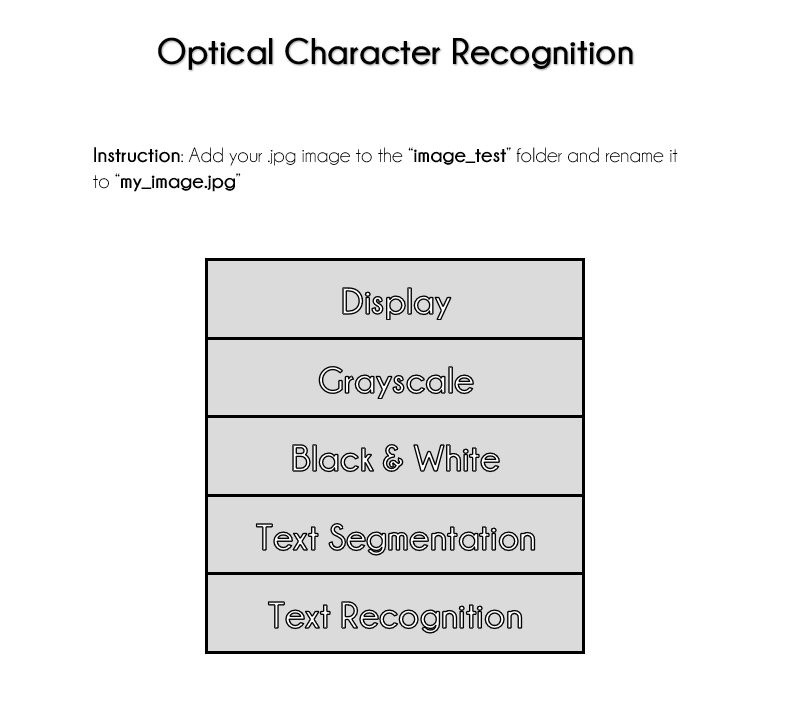 Optical Character Recognition
Instruction: Add your .jpg image to the “image_test” folder and rename it
to “my_image.jpg”
Display
Grayscale
Black & White
Text Segmentation
Text Recognition